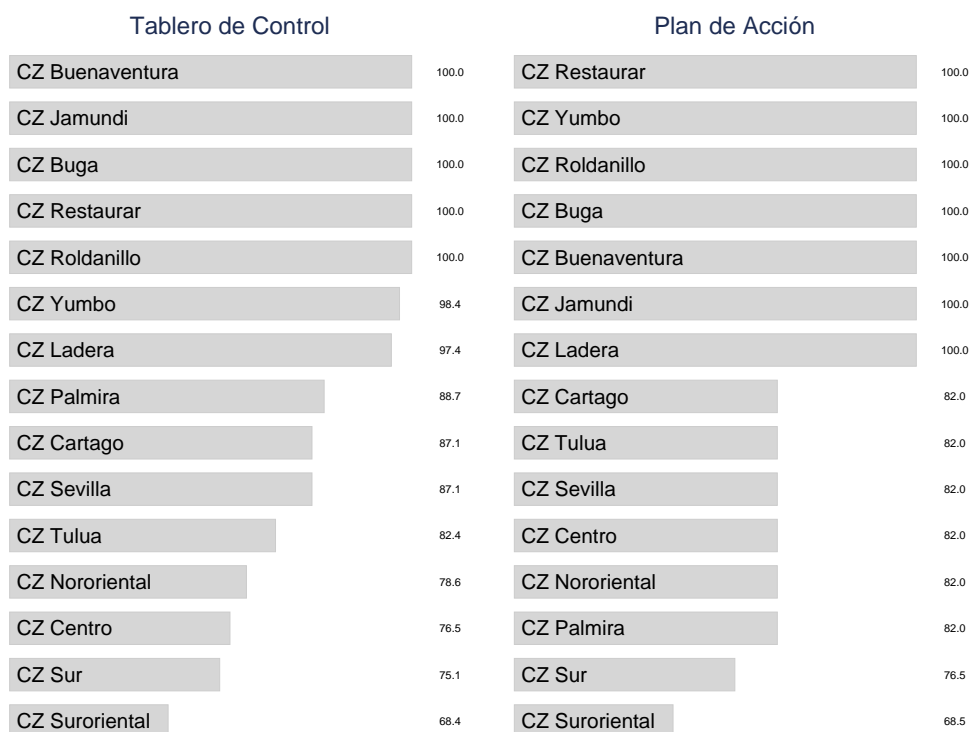 Tablero de Control
CZ Buenaventura 100.0
CZ Jamundi 100.0
CZ Buga 100.0
CZ Restaurar 100.0
CZ Roldanillo 100.0
CZ Yumbo 98.4
CZ Ladera 97.4
CZ Palmira 88.7
CZ Cartago 87.1
CZ Sevilla 87.1
CZ Tulua 82.4
CZ Nororiental 78.6
CZ Centro 76.5
CZ Sur 75.1
CZ Suroriental 68.4
Plan de Acción
CZ Restaurar 100.0
CZ Yumbo 100.0
CZ Roldanillo 100.0
CZ Buga 100.0
CZ Buenaventura 100.0
CZ Jamundi 100.0
CZ Ladera 100.0
CZ Cartago 82.0
CZ Tulua 82.0
CZ Sevilla 82.0
CZ Centro 82.0
CZ Nororiental 82.0
CZ Palmira 82.0
CZ Sur 76.5
CZ Suroriental 68.5